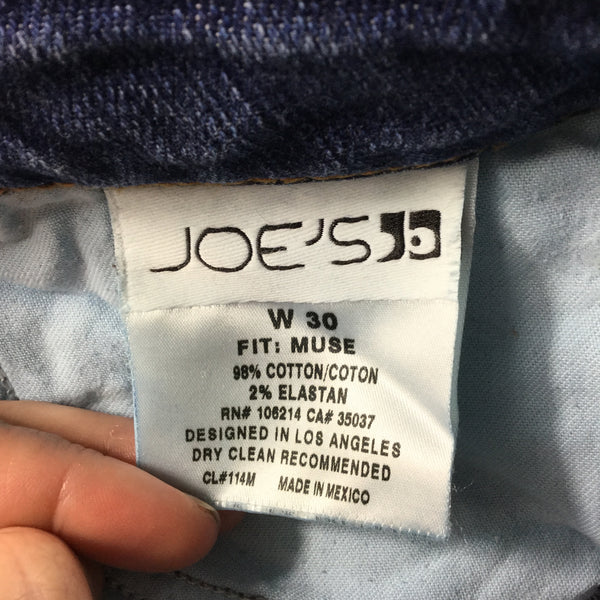 JOE'S
W 30
FIT: MUSE
98% COTTON/COTON
2% ELASTAN
RN# 106214 CA# 35037
DESIGNED IN LOS ANGELES
DRY CLEAN RECOMMENDED
CL#114M MADE IN MEXICO